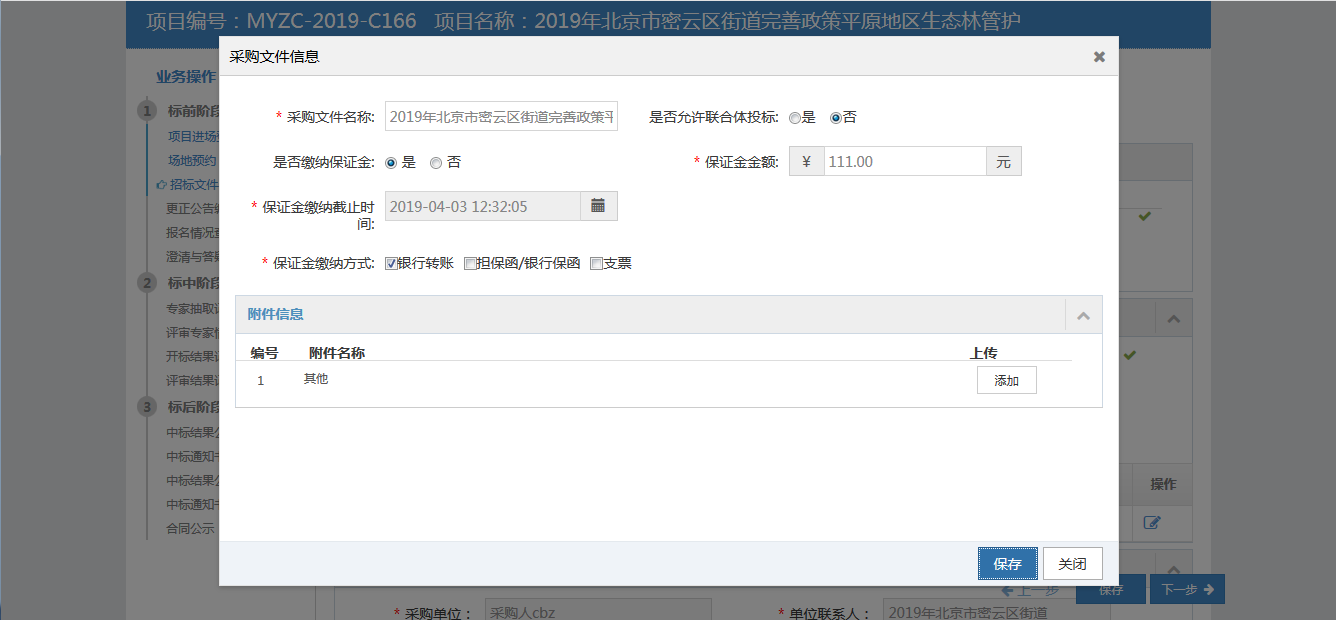 项目编号：MYZC-2019-C166 项目名称：2019年北京市密云区街道完善政策平原地区生态林管护
采购文件信息
业务操作
1 标前阶段
项目进场
场地预约
招标文件
更正公告
报名情况
澄清与答
2 标中阶段
专家抽取
评审专家
开标结果
评审结果
3 标后阶段
中标结果
中标通知
中标结果
中标通知
合同公示
* 采购文件名称: 2019年北京市密云区街道完善政策平
是否允许联合体投标: 是 否
是否缴纳保证金: 是 否
* 保证金金额: ¥ 111.00 元
* 保证金缴纳截止时
间: 2019-04-03 12:32:05
* 保证金缴纳方式: 银行转账 担保函/银行保函 支票
附件信息
编号 附件名称 上传
1 其他 添加
操作
保存 关闭
上一步 保存 下一步
* 采购单位： 采购人cbz * 单位联系人： 2019年北京市密云区街道